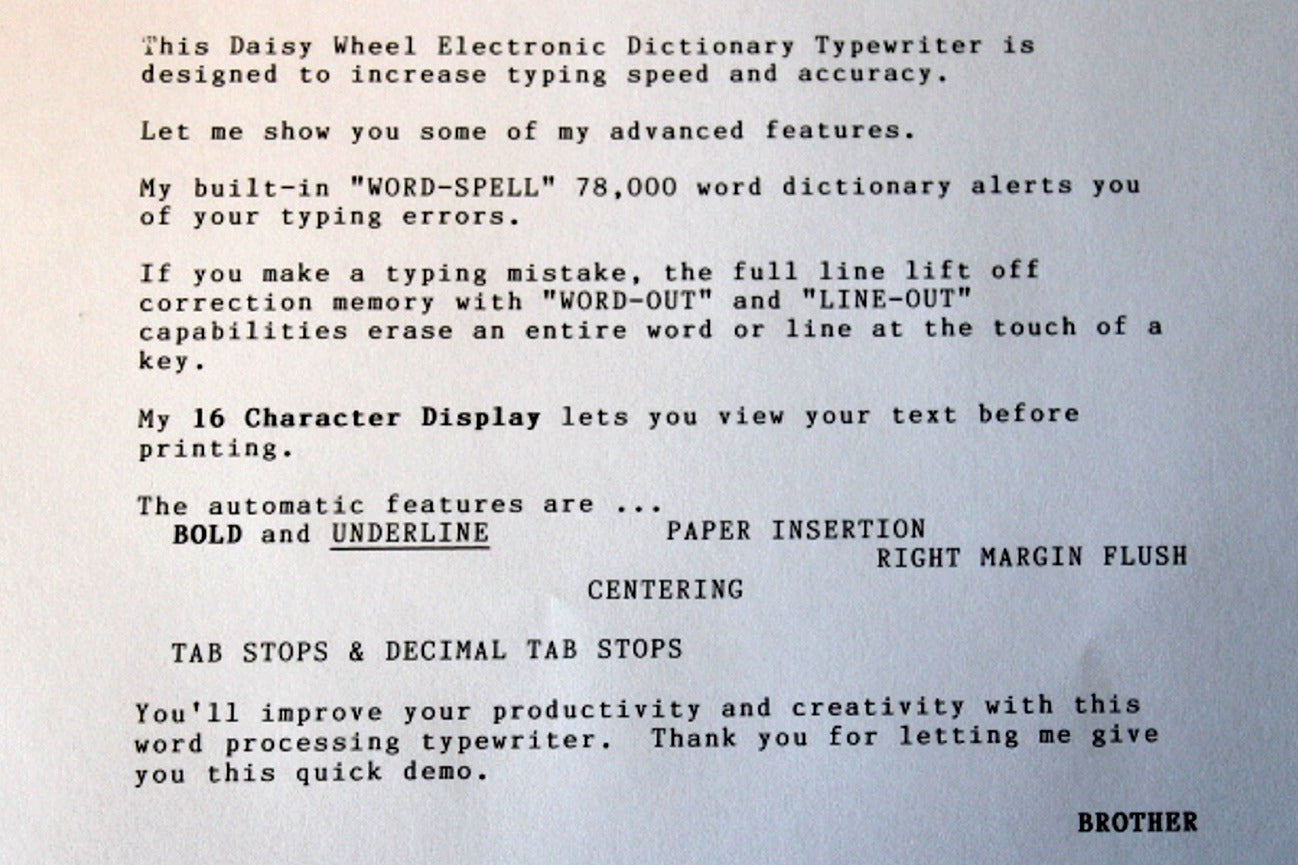 This Daisy Wheel Electronic Dictionary Typewriter is
designed to increase typing speed and accuracy.
Let me show you some of my advanced features.
My built-in "WORD-SPELL" 78,000 word dictionary alerts you
of your typing errors.
If you make a typing mistake, the full line lift off
correction memory with "WORD-OUT" and "LINE-OUT"
capabilities erase an entire word or line at the touch of a
key.
My 16 Character Display lets you view your text before
printing.
The automatic features are ...
BOLD and UNDERLINE PAPER INSERTION
RIGHT MARGIN FLUSH
CENTERING
TAB STOPS & DECIMAL TAB STOPS
You'll improve your productivity and creativity with this
word processing typewriter.  Thank you for letting me give
you this quick demo.
BROTHER